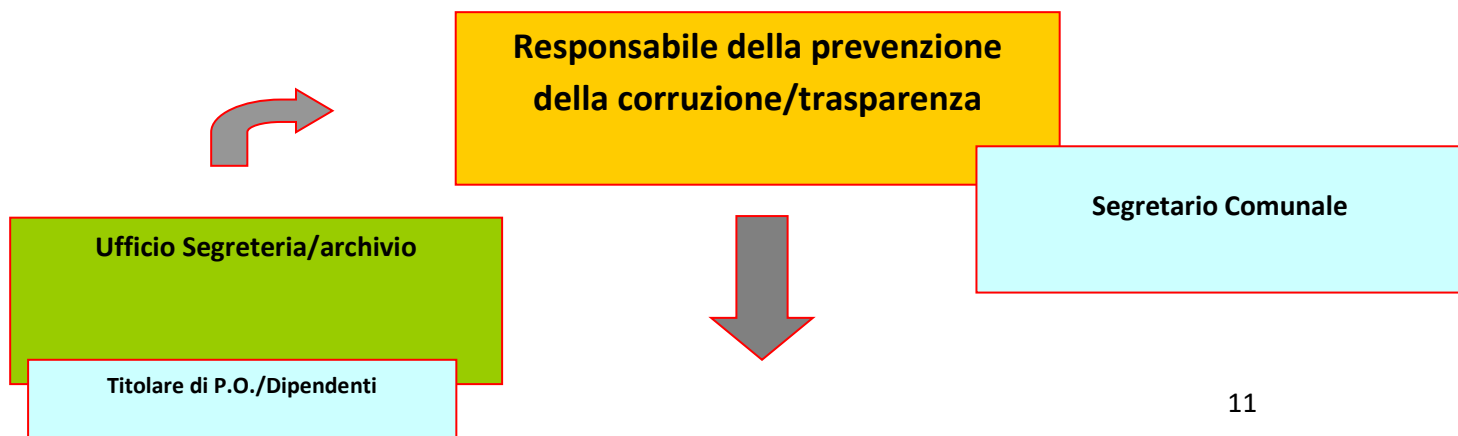 Responsabile della prevenzione
della corruzione/trasparenza
Segretario Comunale
Ufficio Segreteria/archivio
Titolare di P.O./Dipendenti
11